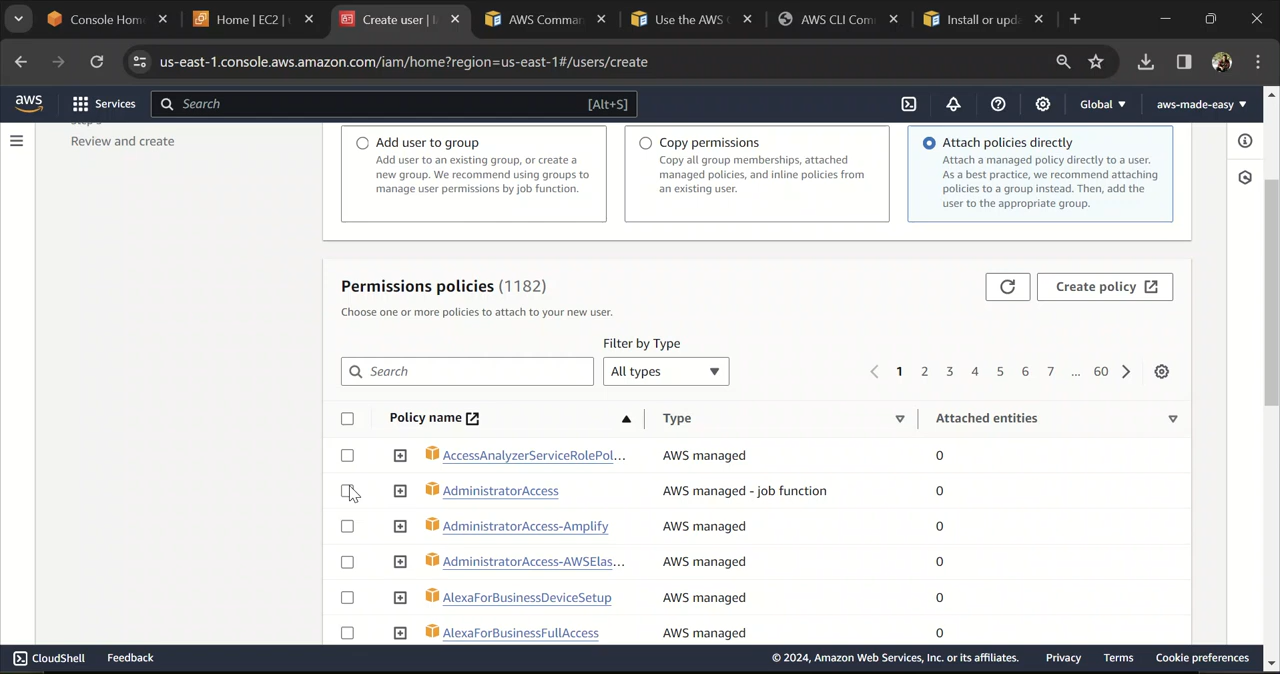 Console Hom
Home | EC2 |
Create user | I
AWS Comma
Use the AWS C
AWS CLI Com
Install or upd
us-east-1.console.aws.amazon.com/iam/home?region=us-east-1#/users/create
aws
Services
Search
[Alt+S]
Global
aws-made-easy
Review and create
Add user to group
Add user to an existing group, or create a
new group. We recommend using groups to
manage user permissions by job function.
Copy permissions
Copy all group memberships, attached
managed policies, and inline policies from
an existing user.
Attach policies directly
Attach a managed policy directly to a user.
As a best practice, we recommend attaching
policies to a group instead. Then, add the
user to the appropriate group.
Permissions policies (1182)
Create policy
Choose one or more policies to attach to your new user.
Filter by Type
Search
All types
1 2 3 4 5 6 7 ... 60
Policy name Type Attached entities
AccessAnalyzerServiceRolePol... AWS managed 0
AdministratorAccess AWS managed - job function 0
AdministratorAccess-Amplify AWS managed 0
AdministratorAccess-AWSElas... AWS managed 0
AlexaForBusinessDeviceSetup AWS managed 0
AlexaForBusinessFullAccess AWS managed 0
CloudShell Feedback © 2024, Amazon Web Services, Inc. or its affiliates. Privacy Terms Cookie preferences